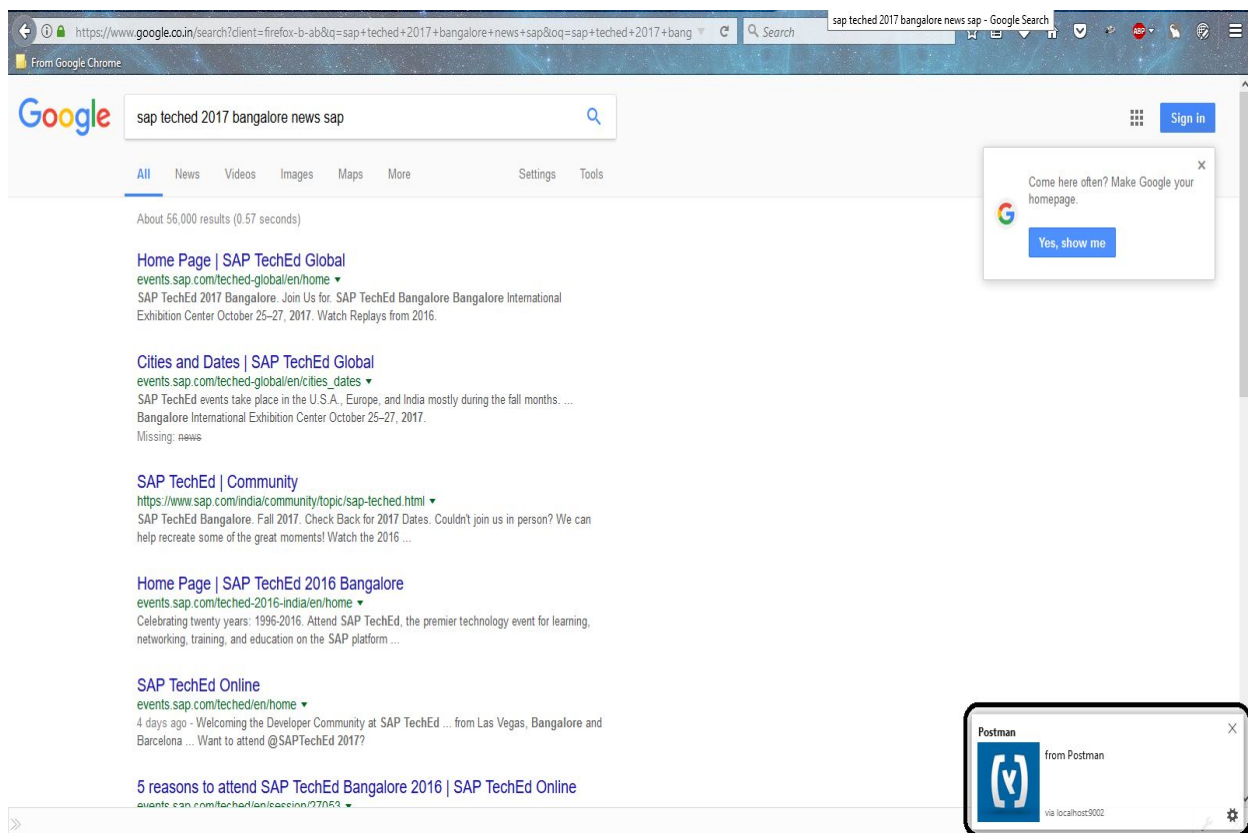 sap teched 2017 bangalore news sap - Google Search
https://www.google.co.in/search?client=firefox-b-ab&q=sap+teched+2017+bangalore+news+sap&oq=sap+teched+2017+bang
Search
ABP
From Google Chrome
Google
sap teched 2017 bangalore news sap
Sign in
All News Videos Images Maps More Settings Tools
Come here often? Make Google your
homepage.
Yes, show me
About 56,000 results (0.57 seconds)
Home Page | SAP TechEd Global
events.sap.com/teched-global/en/home
SAP TechEd 2017 Bangalore. Join Us for. SAP TechEd Bangalore Bangalore International
Exhibition Center October 25–27, 2017. Watch Replays from 2016.
Cities and Dates | SAP TechEd Global
events.sap.com/teched-global/en/cities_dates
SAP TechEd events take place in the U.S.A., Europe, and India mostly during the fall months. ...
Bangalore International Exhibition Center October 25–27, 2017.
Missing: news
SAP TechEd | Community
https://www.sap.com/india/community/topic/sap-teched.html
SAP TechEd Bangalore. Fall 2017. Check Back for 2017 Dates. Couldn't join us in person? We can
help recreate some of the great moments! Watch the 2016 ...
Home Page | SAP TechEd 2016 Bangalore
events.sap.com/teched-2016-india/en/home
Celebrating twenty years: 1996-2016. Attend SAP TechEd, the premier technology event for learning,
networking, training, and education on the SAP platform ...
SAP TechEd Online
events.sap.com/teched/en/home
4 days ago - Welcoming the Developer Community at SAP TechEd ... from Las Vegas, Bangalore and
Barcelona ... Want to attend @SAPTechEd 2017?
5 reasons to attend SAP TechEd Bangalore 2016 | SAP TechEd Online
events.sap.com/teched/en/session/27053
Postman
from Postman
via localhost:9002